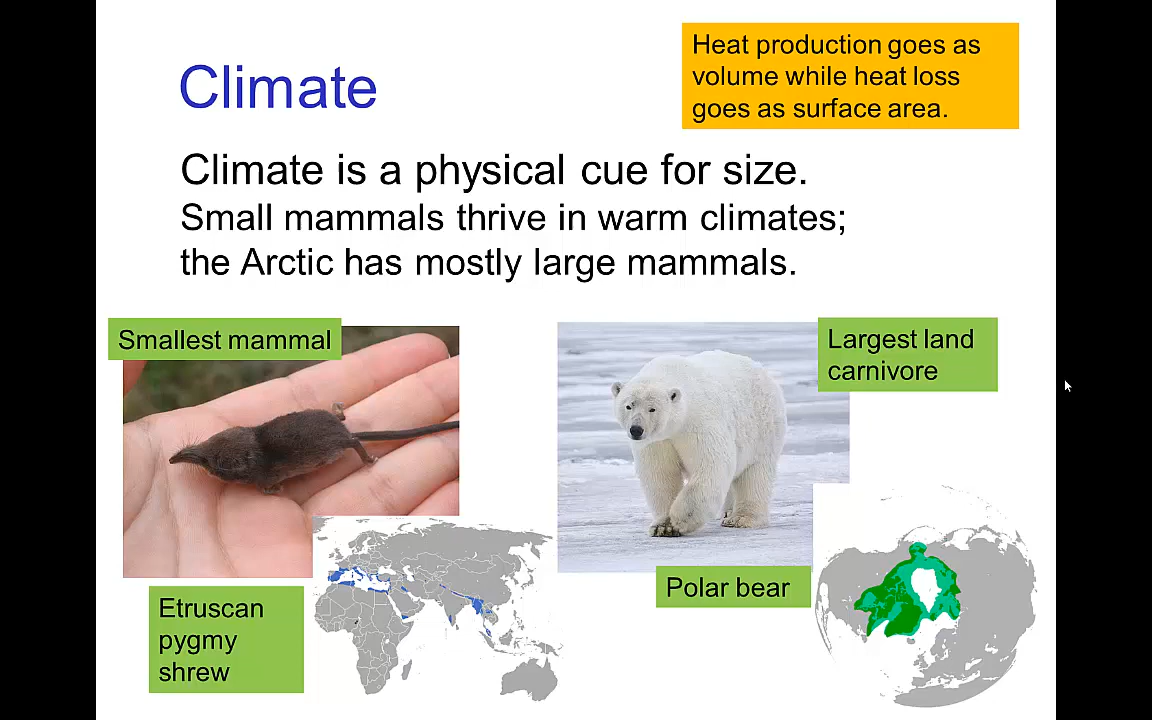 Heat production goes as
volume while heat loss
goes as surface area.
Climate
Climate is a physical cue for size.
Small mammals thrive in warm climates;
the Arctic has mostly large mammals.
Smallest mammal
Largest land
carnivore
Etruscan
pygmy
shrew
Polar bear